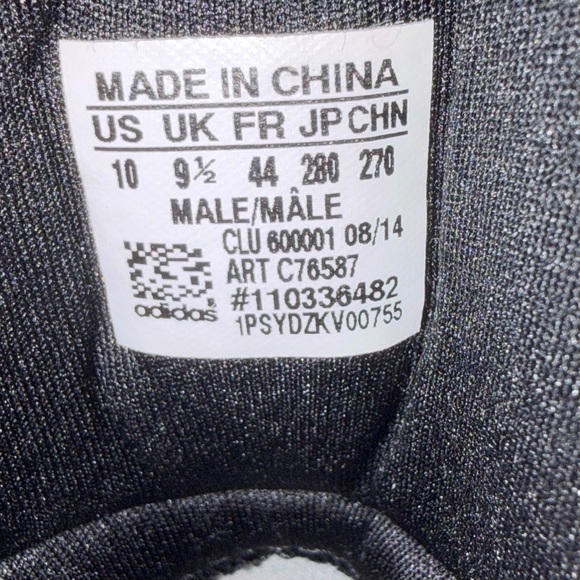 MADE IN CHINA
US UK FR JP CHN
10 9½ 44 280 270
MALE/MÂLE
CLU 600001 08/14
ART C76587
#110336482
adidas 1PSYDZKV00755